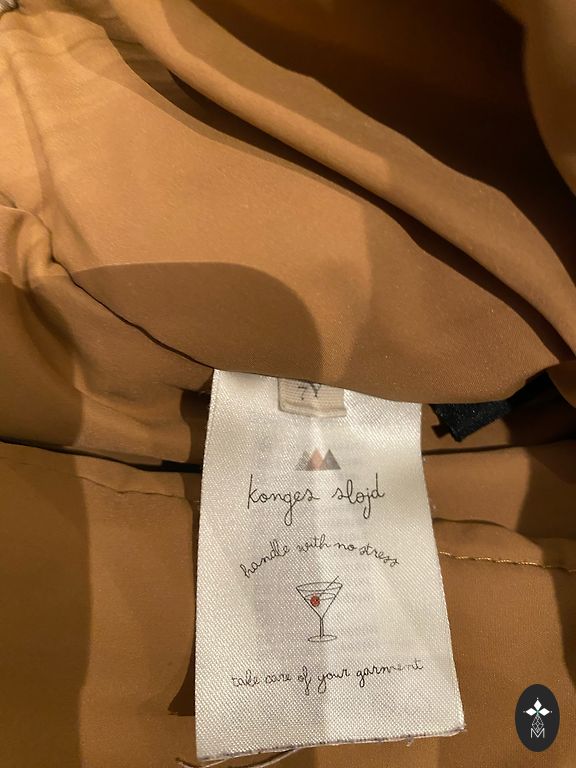 7Y
konges sløjd
handle with no stress
take care of your garment
M